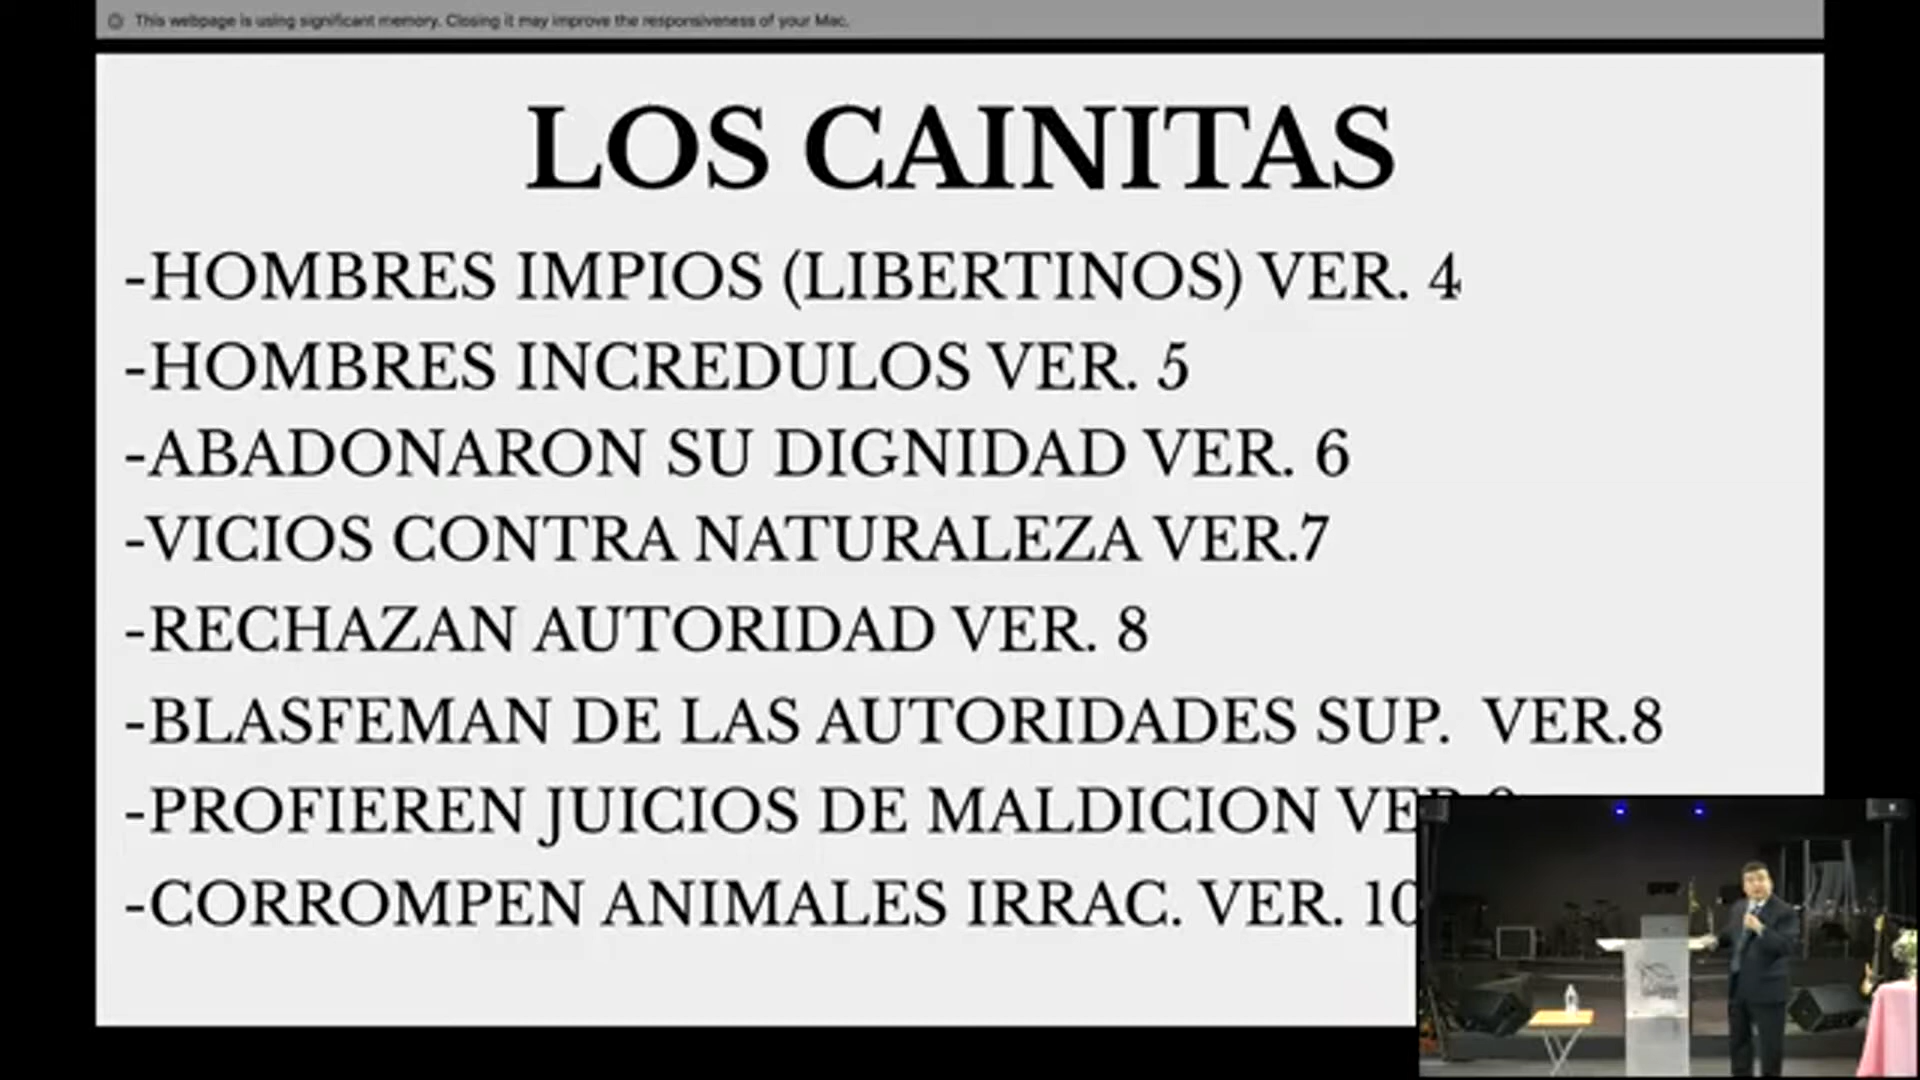 This webpage is using significant memory. Closing it may improve the responsiveness of your Mac.
LOS CAINITAS
-HOMBRES IMPIOS (LIBERTINOS) VER. 4
-HOMBRES INCREDULOS VER. 5
-ABADONARON SU DIGNIDAD VER. 6
-VICIOS CONTRA NATURALEZA VER.7
-RECHAZAN AUTORIDAD VER. 8
-BLASFEMAN DE LAS AUTORIDADES SUP. VER.8
-PROFIEREN JUICIOS DE MALDICION
-CORROMPEN ANIMALES IRRAC. VER. 10